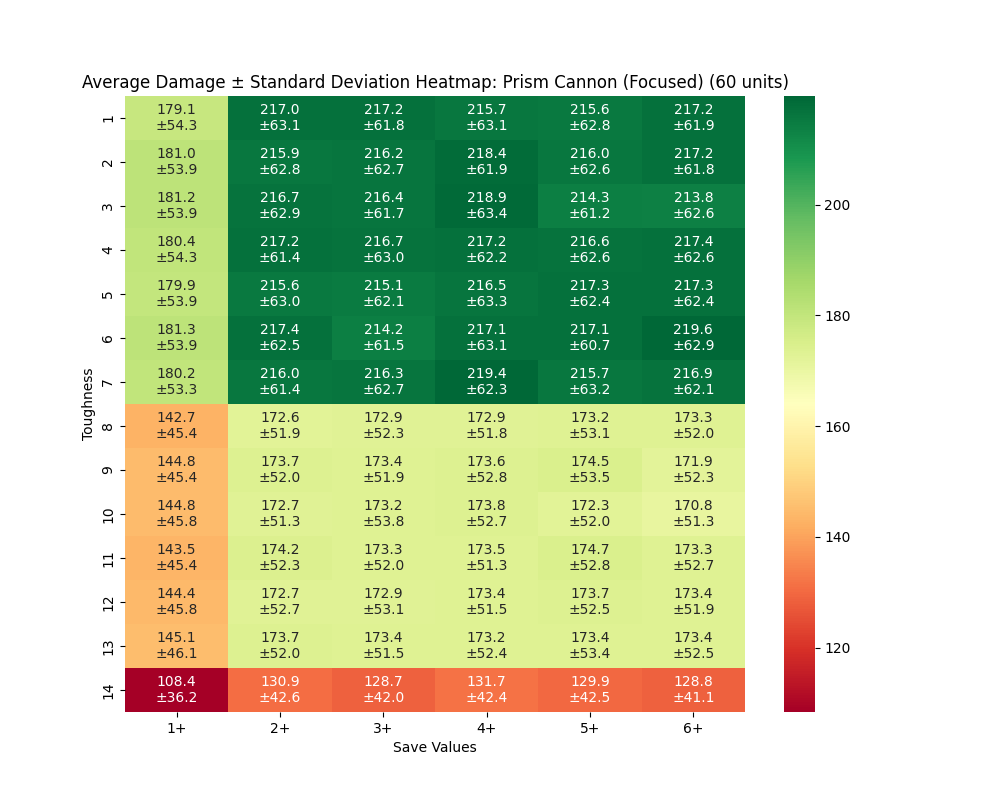 Average Damage ± Standard Deviation Heatmap: Prism Cannon (Focused) (60 units)
1 179.1 217.0 217.2 215.7 215.6 217.2
±54.3 ±63.1 ±61.8 ±63.1 ±62.8 ±61.9
2 181.0 215.9 216.2 218.4 216.0 217.2
±53.9 ±62.8 ±62.7 ±61.9 ±62.6 ±61.8
3 181.2 216.7 216.4 218.9 214.3 213.8
±53.9 ±62.9 ±61.7 ±63.4 ±61.2 ±62.6
4 180.4 217.2 216.7 217.2 216.6 217.4
±54.3 ±61.4 ±63.0 ±62.2 ±62.6 ±62.6
5 179.9 215.6 215.1 216.5 217.3 217.3
±53.9 ±63.0 ±62.1 ±63.3 ±62.4 ±62.4
6 181.3 217.4 214.2 217.1 217.1 219.6
±53.9 ±62.5 ±61.5 ±63.1 ±60.7 ±62.9
7 180.2 216.0 216.3 219.4 215.7 216.9
±53.3 ±61.4 ±62.7 ±62.3 ±63.2 ±62.1
8 142.7 172.6 172.9 172.9 173.2 173.3
±45.4 ±51.9 ±52.3 ±51.8 ±53.1 ±52.0
9 144.8 173.7 173.4 173.6 174.5 171.9
±45.4 ±52.0 ±51.9 ±52.8 ±53.5 ±52.3
10 144.8 172.7 173.2 173.8 172.3 170.8
±45.8 ±51.3 ±53.8 ±52.7 ±52.0 ±51.3
11 143.5 174.2 173.3 173.5 174.7 173.3
±45.4 ±52.3 ±52.0 ±51.3 ±52.8 ±52.7
12 144.4 172.7 172.9 173.4 173.7 173.4
±45.8 ±52.7 ±53.1 ±51.5 ±52.5 ±51.9
13 145.1 173.7 173.4 173.2 173.4 173.4
±46.1 ±52.0 ±51.5 ±52.4 ±53.4 ±52.5
14 108.4 130.9 128.7 131.7 129.9 128.8
±36.2 ±42.6 ±42.0 ±42.4 ±42.5 ±41.1
1+ 2+ 3+ 4+ 5+ 6+
Save Values
Toughness
200
180
160
140
120